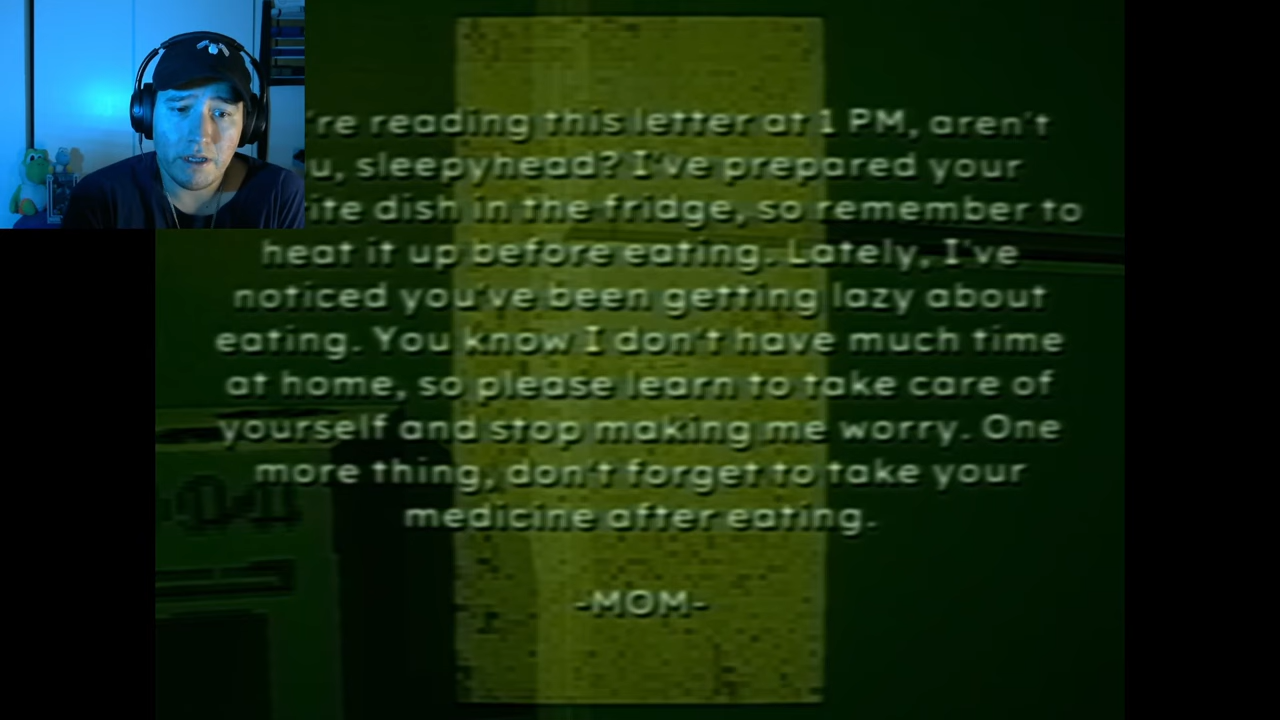 're reading this letter at 1 PM, aren't
u, sleepyhead? I've prepared your
ite dish in the fridge, so remember to
heat it up before eating. Lately, I've
noticed you've been getting lazy about
eating. You know I don't have much time
at home, so please learn to take care of
yourself and stop making me worry. One
more thing, don't forget to take your
medicine after eating.
-MOM-